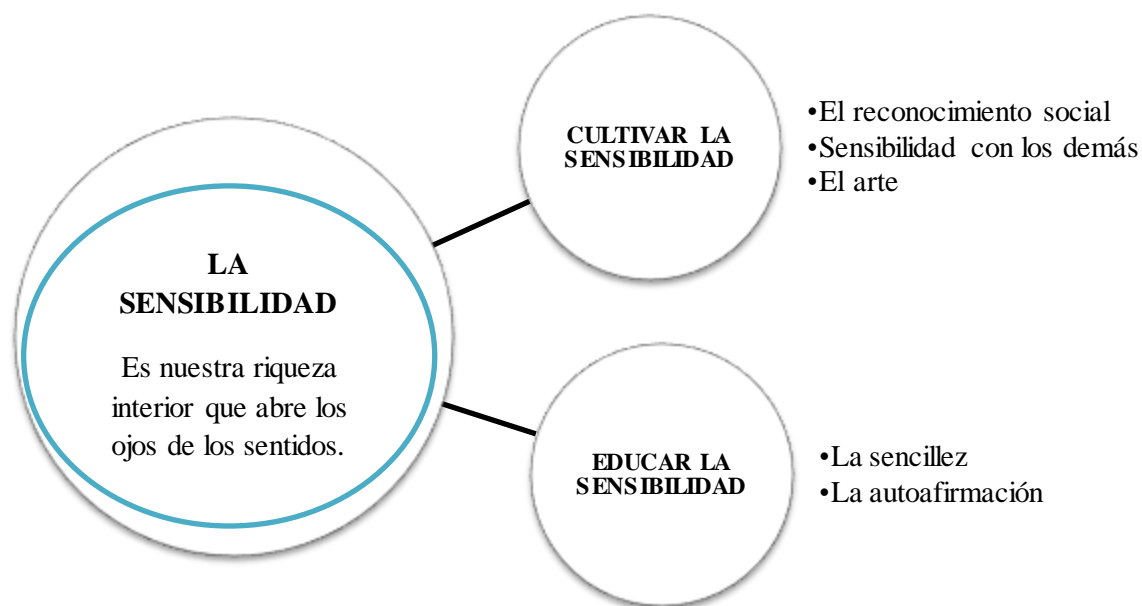 LA
SENSIBILIDAD
Es nuestra riqueza
interior que abre los
ojos de los sentidos.
CULTIVAR LA
SENSIBILIDAD
•El reconocimiento social
•Sensibilidad con los demás
•El arte
EDUCAR LA
SENSIBILIDAD
•La sencillez
•La autoafirmación